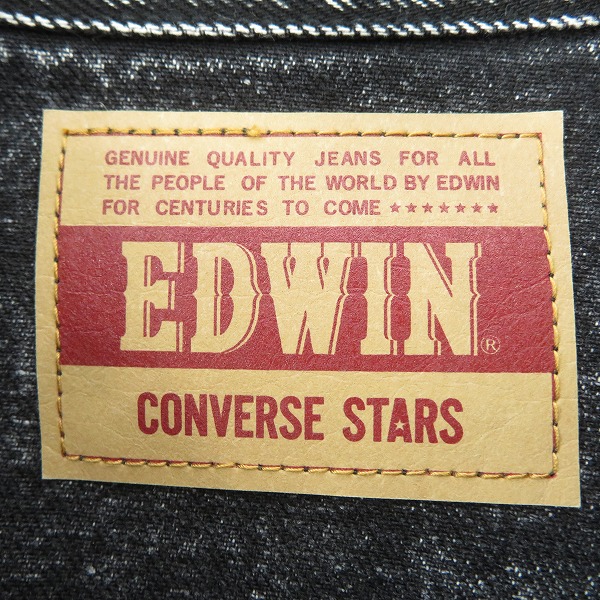 GENUINE QUALITY JEANS FOR ALL
THE PEOPLE OF THE WORLD BY EDWIN
FOR CENTURIES TO COME ★★★★★★★
EDWIN®
CONVERSE STARS